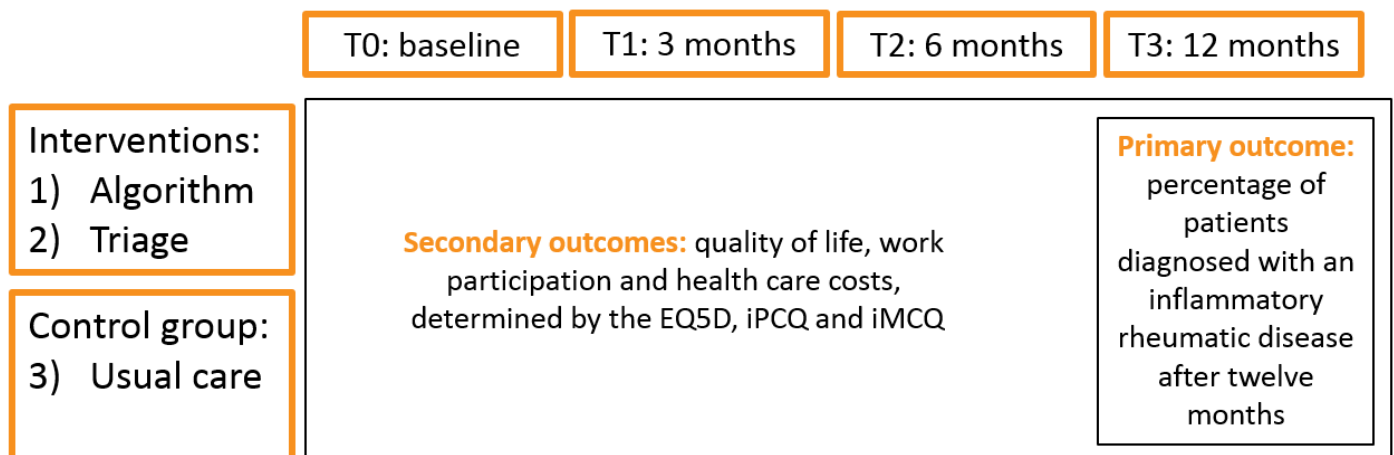 T0: baseline
T1: 3 months
T2: 6 months
T3: 12 months
Interventions:
1) Algorithm
2) Triage
Control group:
3) Usual care
Secondary outcomes: quality of life, work
participation and health care costs,
determined by the EQ5D, iPCQ and iMCQ
Primary outcome:
percentage of
patients
diagnosed with an
inflammatory
rheumatic disease
after twelve
months